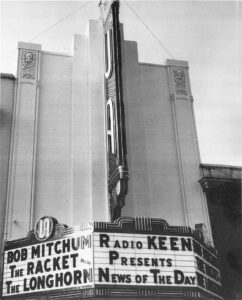 UA
UA
BOB MITCHUM
THE RACKET
THE LONGHORN
RADIO KEEN
PRESENTS
NEWS OF THE DAY